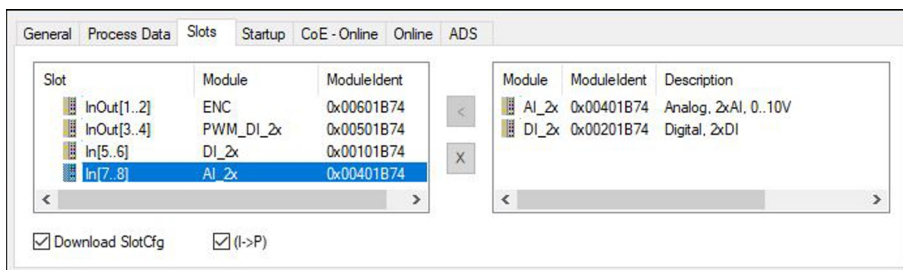 General Process Data Slots Startup CoE - Online Online ADS
Slot Module ModuleIdent
InOut[1..2] ENC 0x00601B74
InOut[3..4] PWM_DI_2x 0x00501B74
In[5..6] DI_2x 0x00101B74
In[7..8] AI_2x 0x00401B74
<
X
Module ModuleIdent Description
AI_2x 0x00401B74 Analog, 2xAI, 0..10V
DI_2x 0x00201B74 Digital, 2xDI
Download SlotCfg (I->P)